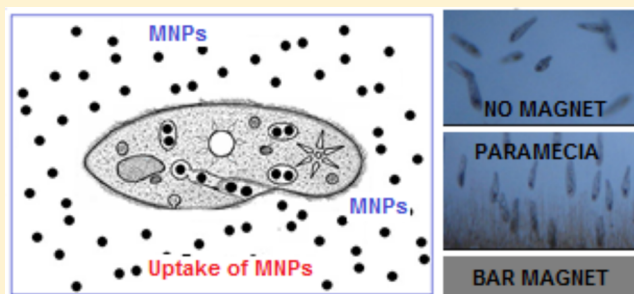 MNPs
MNPs
Uptake of MNPs
NO MAGNET
PARAMECIA
BAR MAGNET